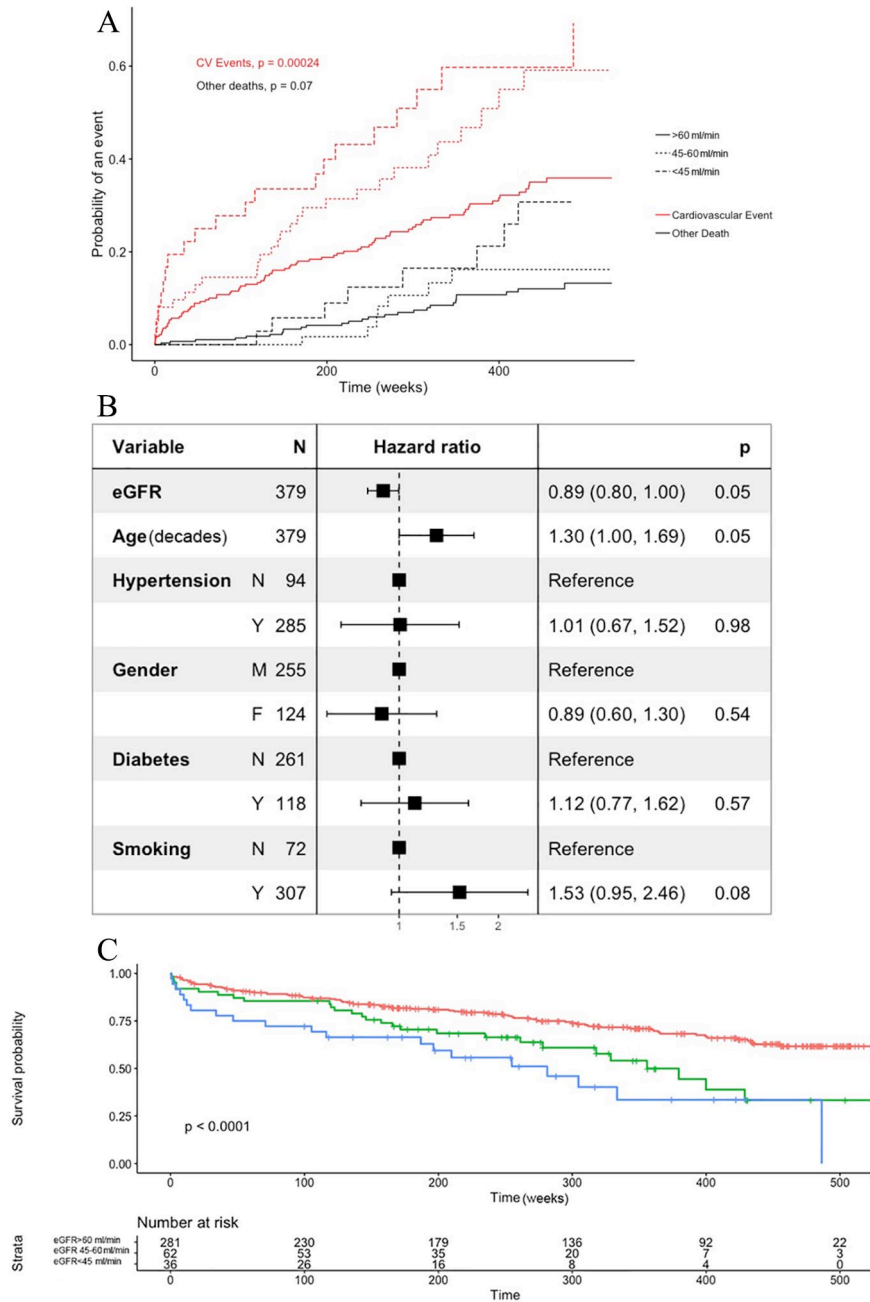 A
CV Events, p = 0.00024
Other deaths, p = 0.07
Probability of an event
0.6
0.4
0.2
0.0
0 200 400
Time (weeks)
>60 ml/min
45-60 ml/min
<45 ml/min
Cardiovascular Event
Other Death
B
Variable N Hazard ratio p
eGFR 379 0.89 (0.80, 1.00) 0.05
Age (decades) 379 1.30 (1.00, 1.69) 0.05
Hypertension N 94 Reference
Y 285 1.01 (0.67, 1.52) 0.98
Gender M 255 Reference
F 124 0.89 (0.60, 1.30) 0.54
Diabetes N 261 Reference
Y 118 1.12 (0.77, 1.62) 0.57
Smoking N 72 Reference
Y 307 1.53 (0.95, 2.46) 0.08
1 1.5 2
C
Survival probability
1.00
0.75
0.50
0.25
0.00
p < 0.0001
0 100 200 300 400 500
Time (weeks)
Number at risk
Strata
eGFR>60 ml/min 281 230 179 136 92 22
eGFR 45-60 ml/min 62 53 35 20 7 3
eGFR<45 ml/min 36 26 16 8 4 0
0 100 200 300 400 500
Time